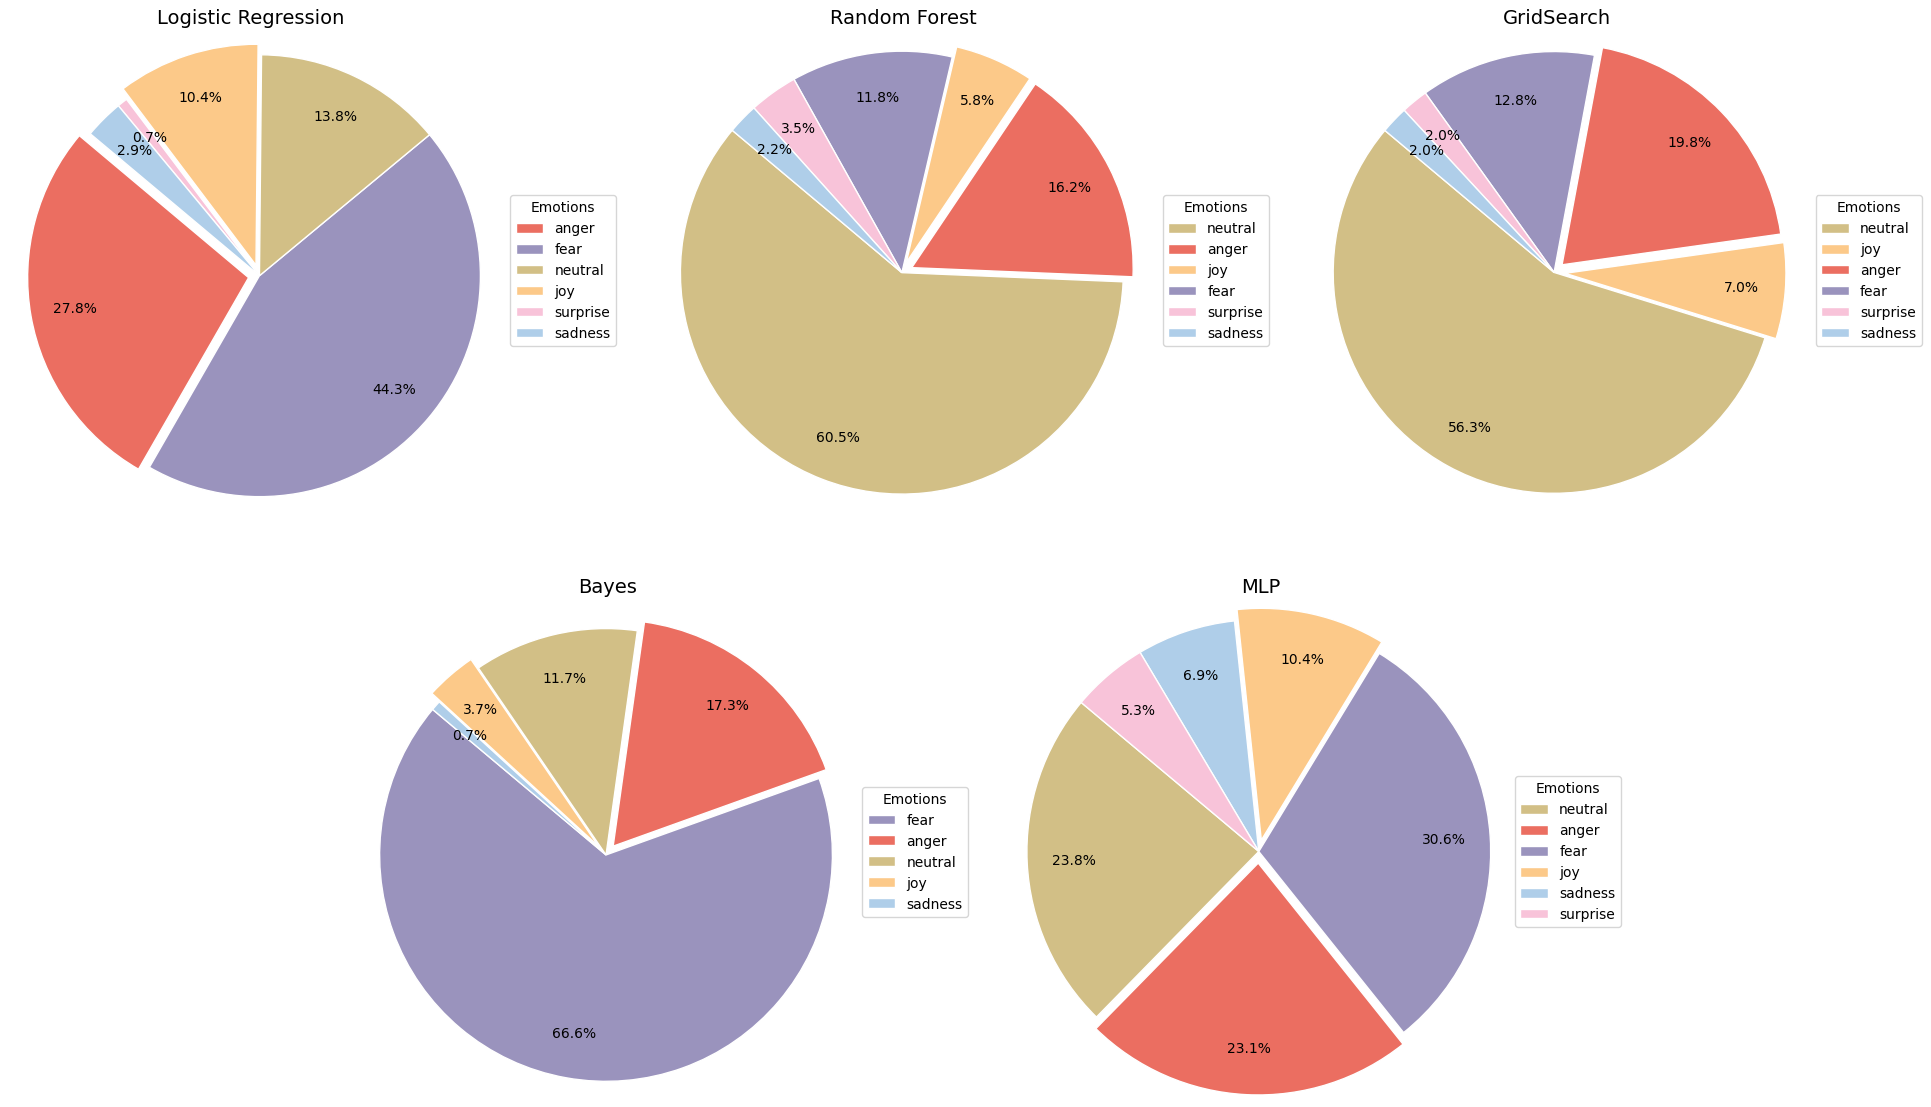 Logistic Regression
10.4%
13.8%
0.7%
2.9%
27.8%
44.3%
Emotions
anger
fear
neutral
joy
surprise
sadness
Random Forest
11.8%
5.8%
3.5%
2.2%
16.2%
60.5%
Emotions
neutral
anger
joy
fear
surprise
sadness
GridSearch
12.8%
2.0%
2.0%
19.8%
7.0%
56.3%
Emotions
neutral
joy
anger
fear
surprise
sadness
Bayes
11.7%
17.3%
3.7%
0.7%
66.6%
Emotions
fear
anger
neutral
joy
sadness
MLP
10.4%
6.9%
5.3%
30.6%
23.8%
23.1%
Emotions
neutral
anger
fear
joy
sadness
surprise